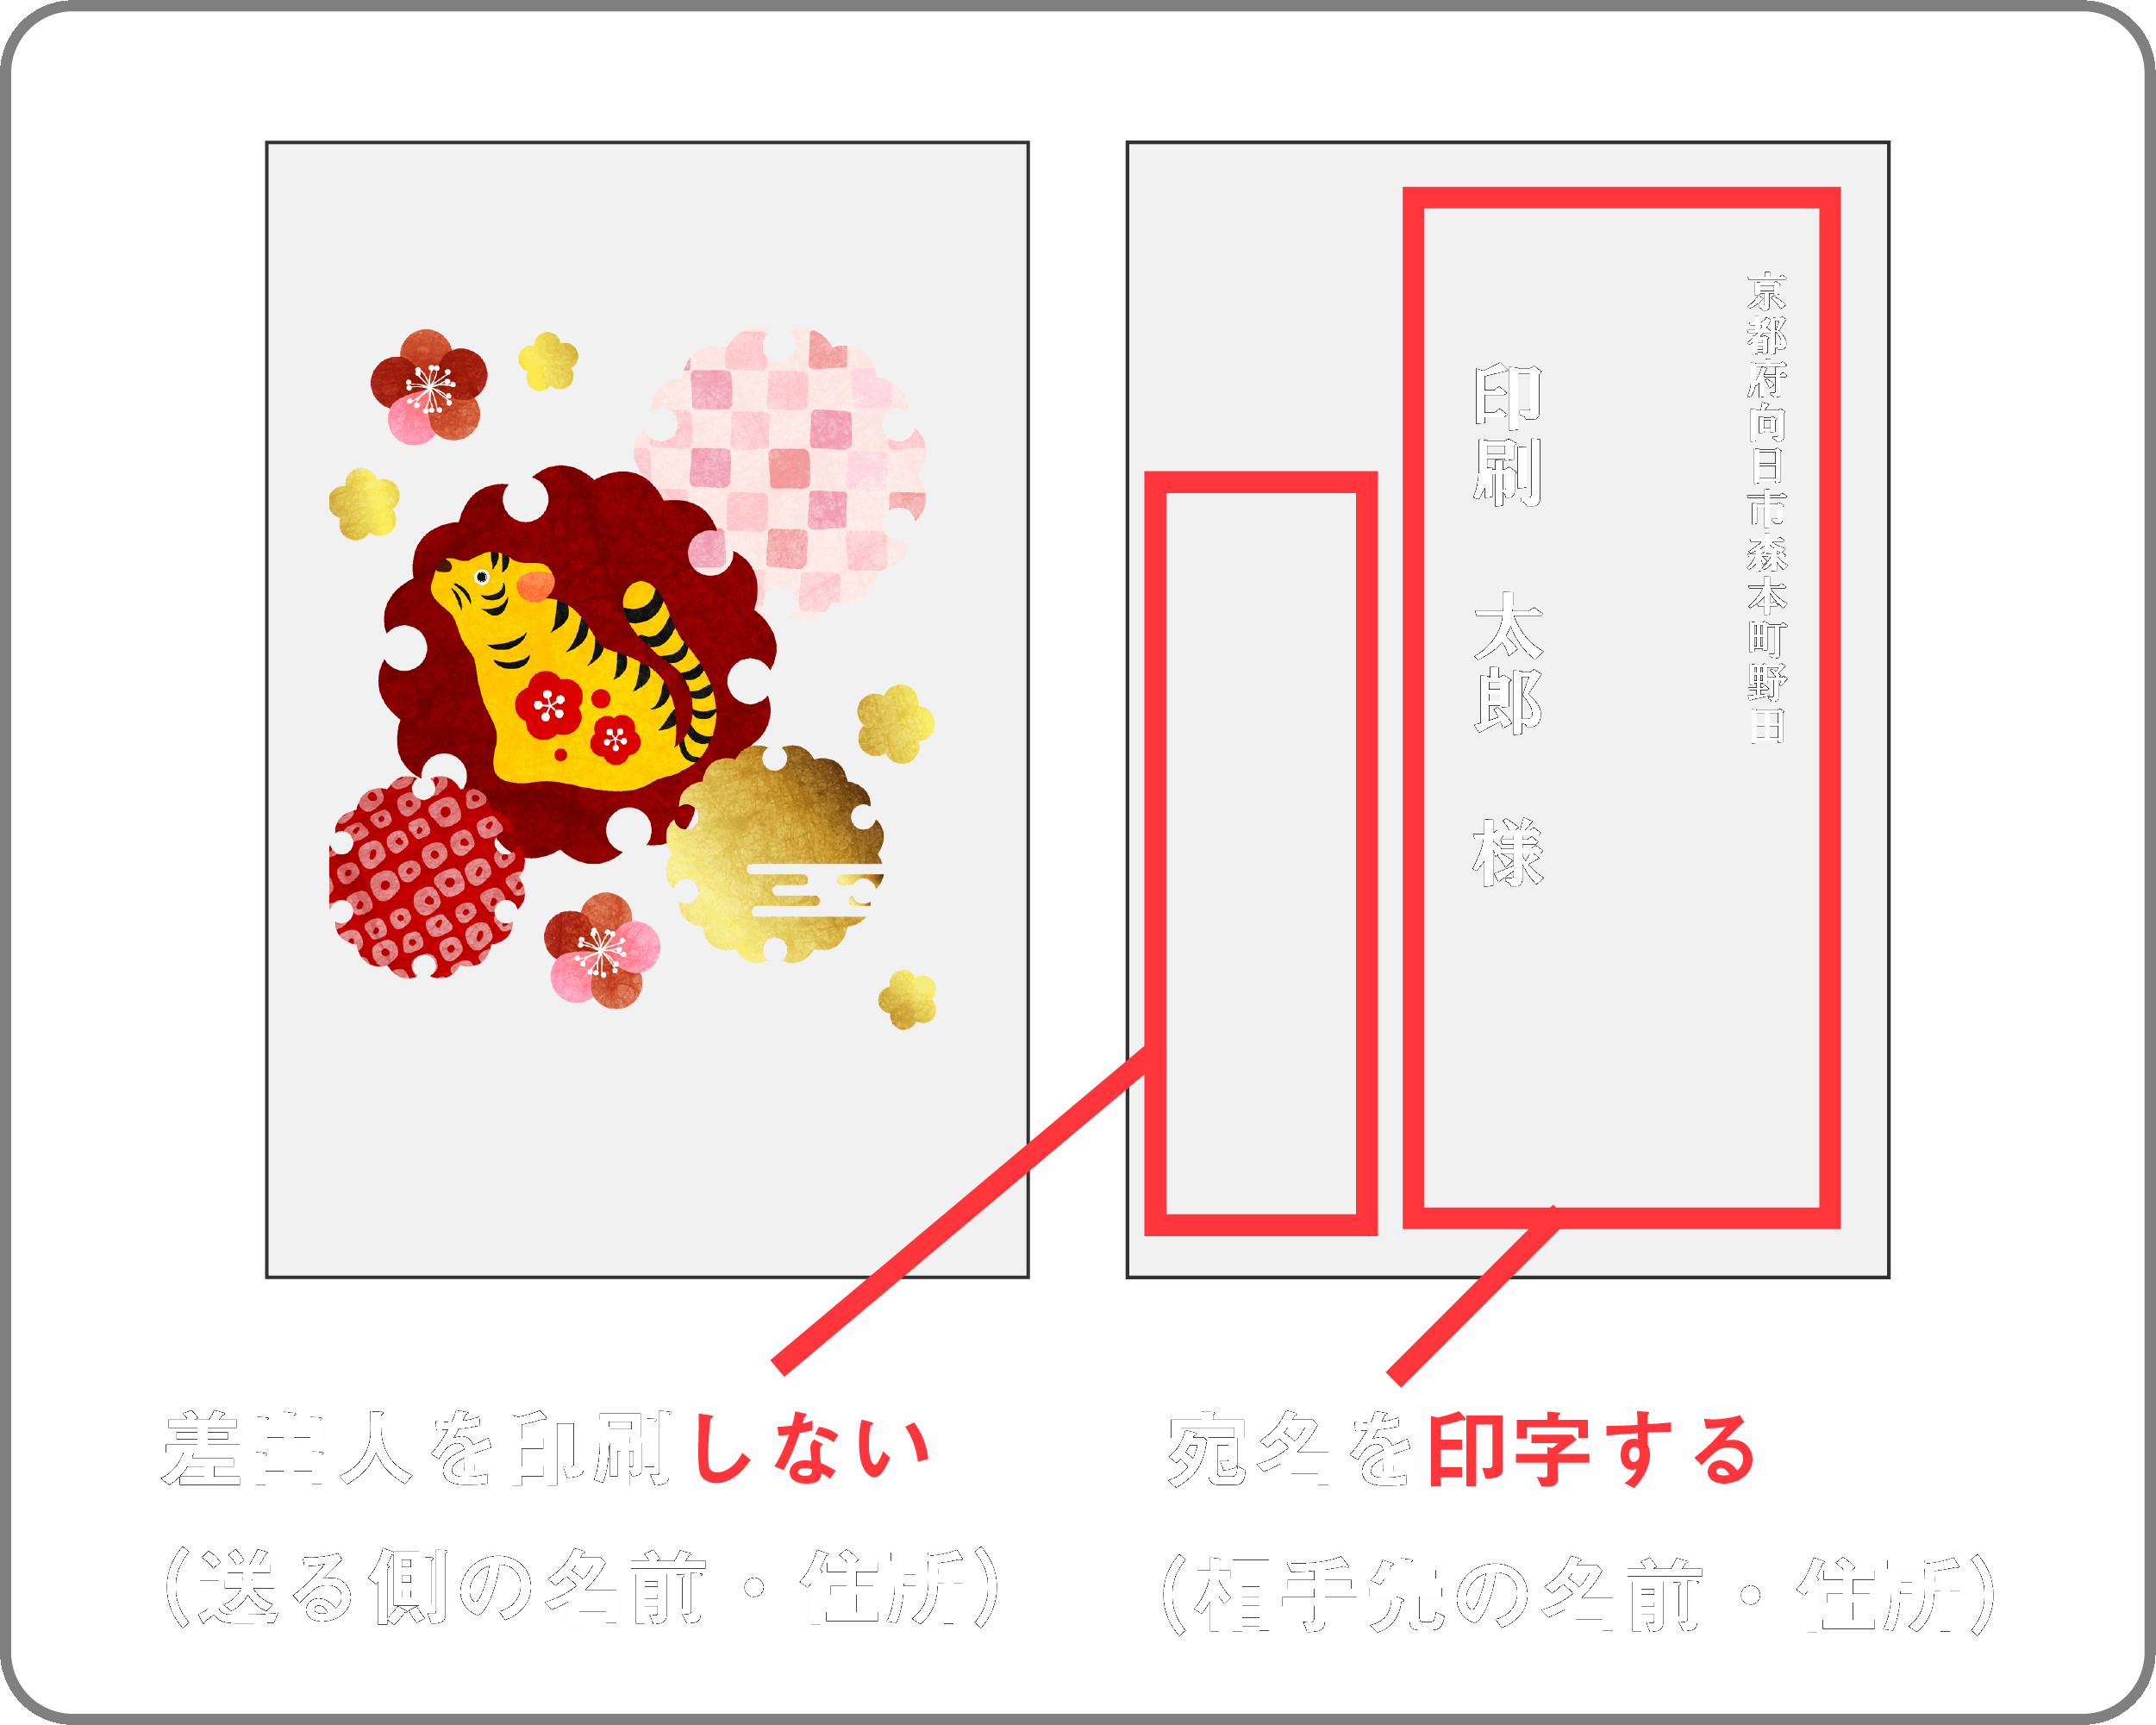 京都府向日市森本町野田
印刷 太郎 様
差出人を印刷しない
(送る側の名前・住所)
宛名を印字する
(相手先の名前・住所)